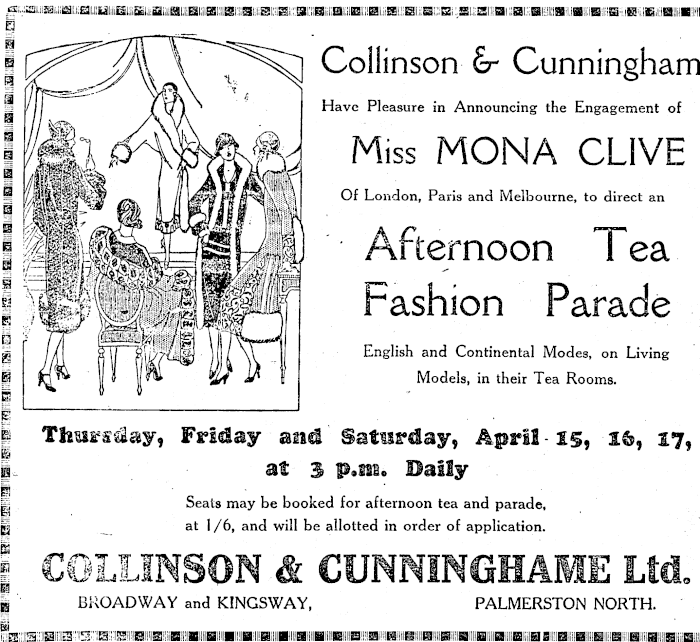 Collinson & Cunningham
Have Pleasure in Announcing the Engagement of
Miss MONA CLIVE
Of London, Paris and Melbourne, to direct an
Afternoon Tea
Fashion Parade
English and Continental Modes, on Living
Models, in their Tea Rooms.
Thursday, Friday and Saturday, April 15, 16, 17,
at 3 p.m. Daily
Seats may be booked for afternoon tea and parade,
at 1/6, and will be allotted in order of application.
COLLINSON & CUNNINGHAME Ltd.
BROADWAY and KINGSWAY, PALMERSTON NORTH.